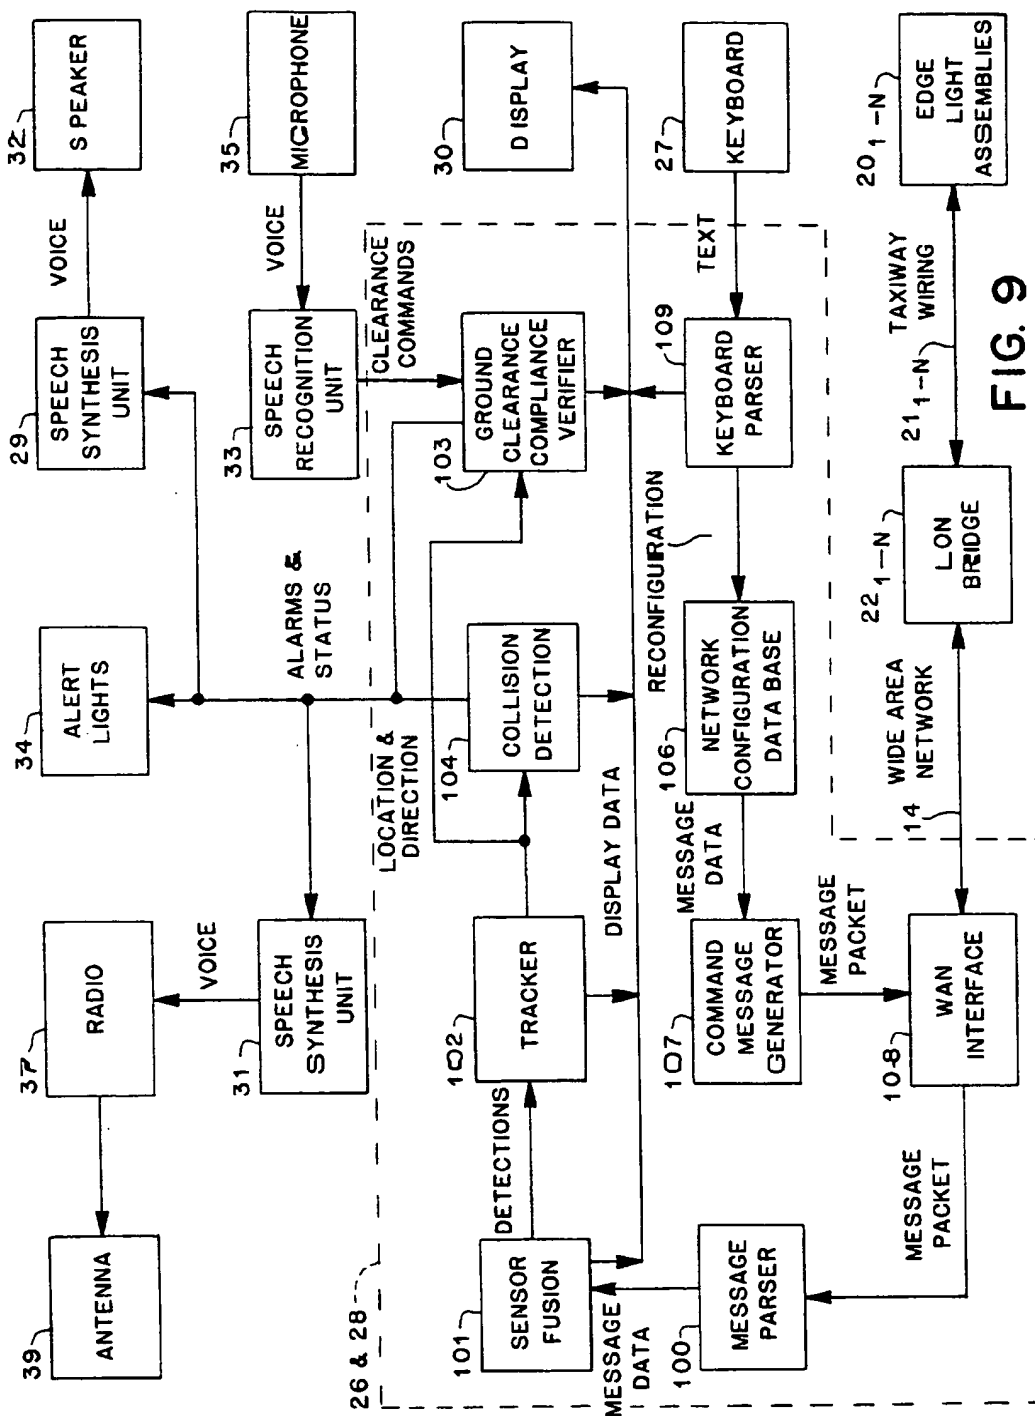 39
ANTENNA
37
RADIO
34
ALERT
LIGHTS
29
SPEECH
SYNTHESIS
UNIT
VOICE
32
SPEAKER
VOICE
31
SPEECH
SYNTHESIS
UNIT
ALARMS &
STATUS
33
SPEECH
RECOGNITION
UNIT
VOICE
35
MICROPHONE
26 & 28
LOCATION &
DIRECTION
CLEARANCE
COMMANDS
101
SENSOR
FUSION
DETECTIONS
102
TRACKER
104
COLLISION
DETECTION
103
GROUND
CLEARANCE
COMPLIANCE
VERIFIER
30
DISPLAY
MESSAGE
DATA
DISPLAY DATA
RECONFIGURATION
100
MESSAGE
PARSER
107
COMMAND
MESSAGE
GENERATOR
MESSAGE
DATA
106
NETWORK
CONFIGURATION
DATA BASE
109
KEYBOARD
PARSER
TEXT
27
KEYBOARD
MESSAGE
PACKET
MESSAGE PACKET
108
WAN
INTERFACE
14
WIDE AREA
NETWORK
22 1-N
LON
BRIDGE
21 1-N
TAXIWAY
WIRING
20 1-N
EDGE
LIGHT
ASSEMBLIES
FIG. 9